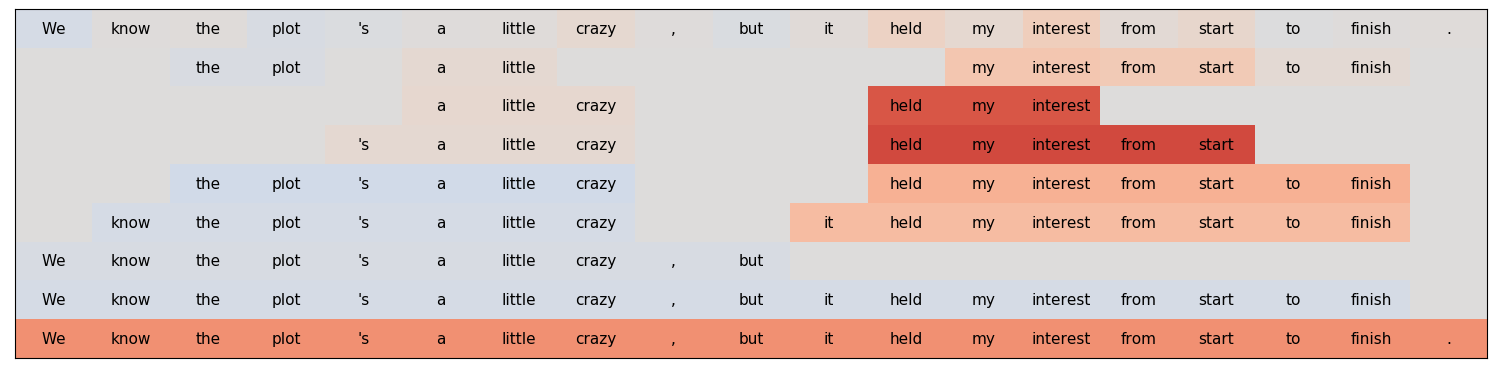 We know the plot 's a little crazy , but it held my interest from start to finish .
the plot a little my interest from start to finish
a little crazy held my interest
's a little crazy held my interest from start
the plot 's a little crazy held my interest from start to finish
know the plot 's a little crazy it held my interest from start to finish
We know the plot 's a little crazy , but
We know the plot 's a little crazy , but it held my interest from start to finish
We know the plot 's a little crazy , but it held my interest from start to finish .